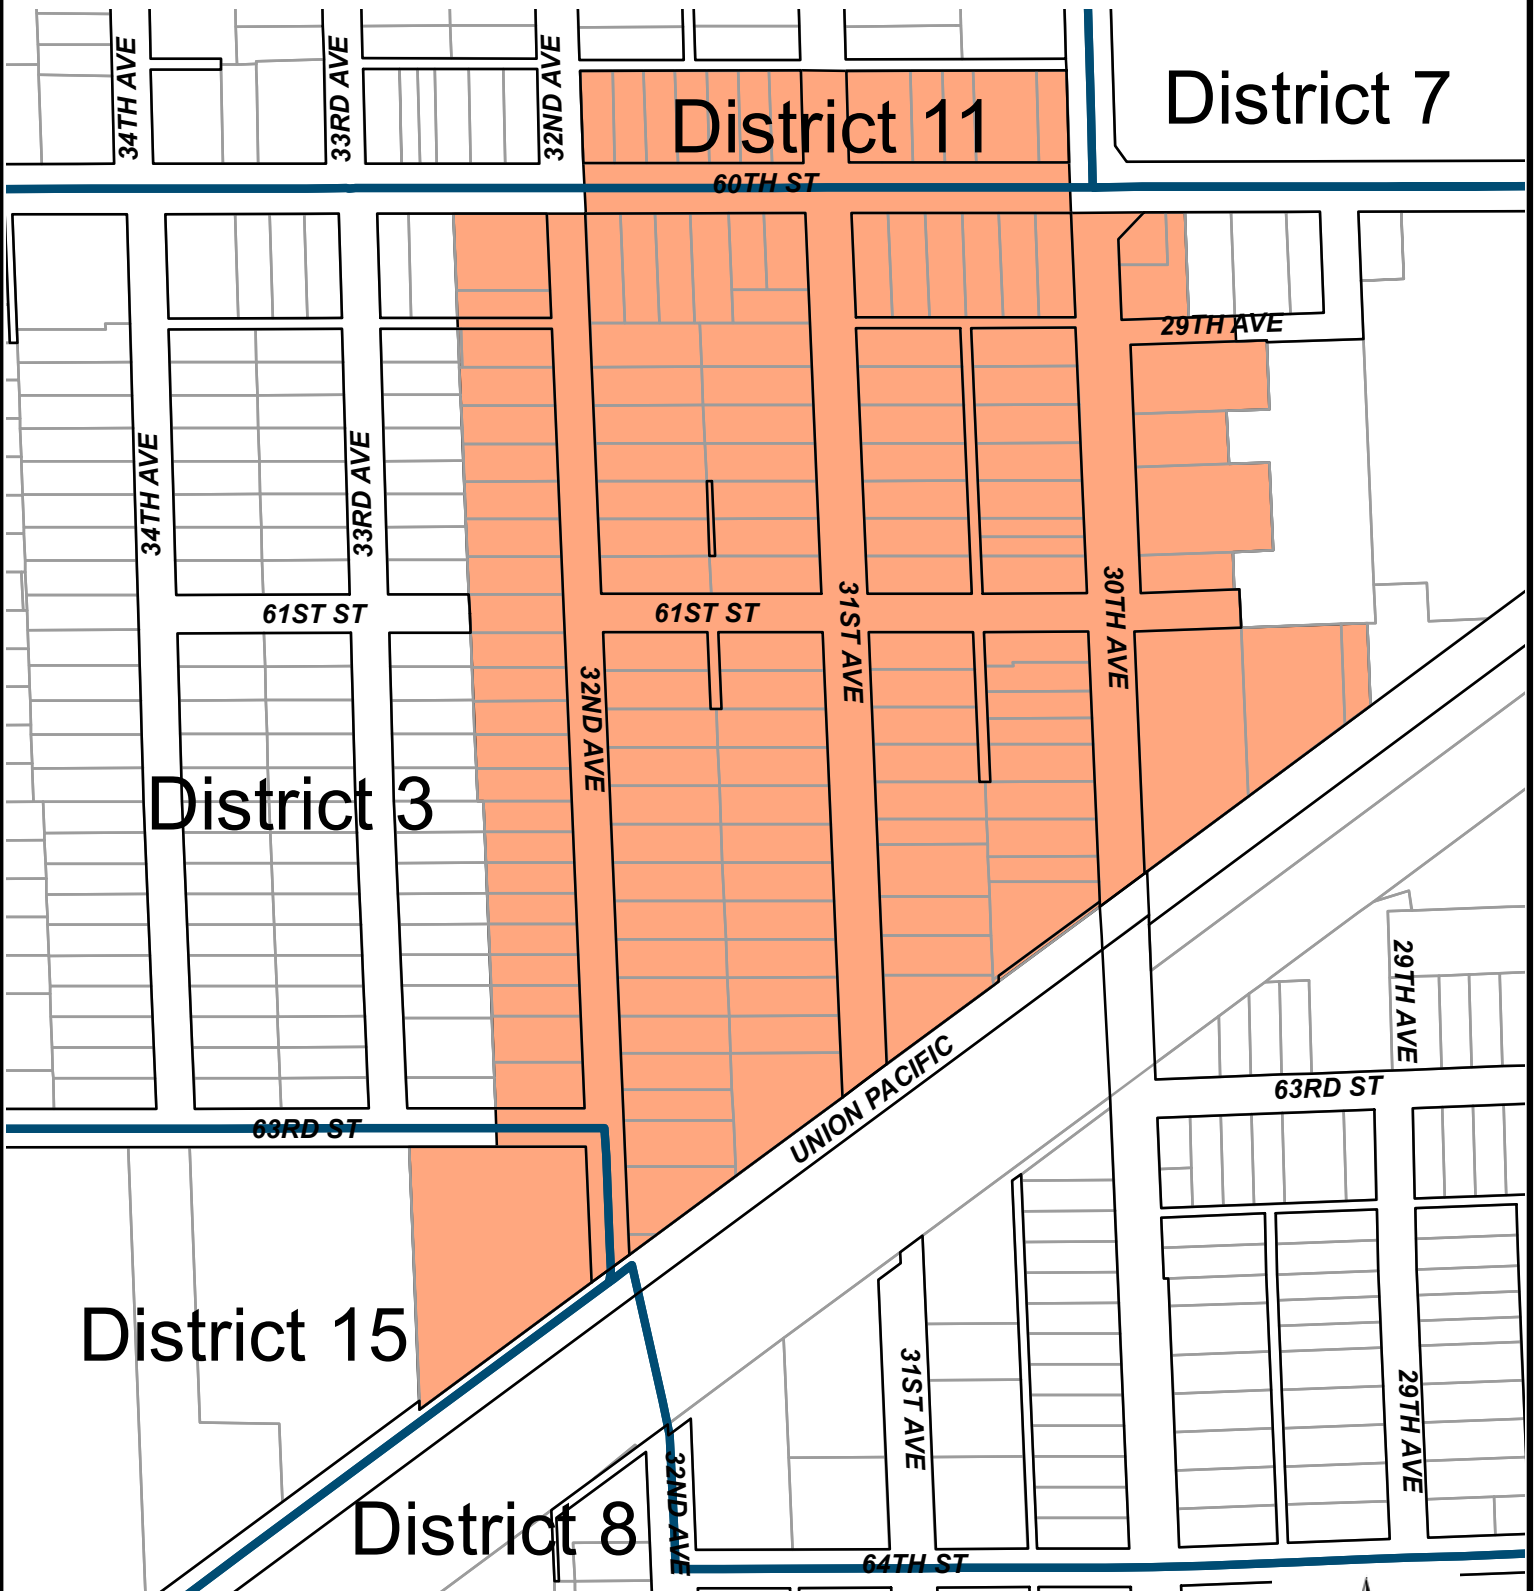 34TH AVE
33RD AVE
32ND AVE
District 11
District 7
60TH ST
29TH AVE
34TH AVE
33RD AVE
61ST ST
61ST ST
31ST AVE
30TH AVE
32ND AVE
District 3
29TH AVE
UNION PACIFIC
63RD ST
63RD ST
District 15
31ST AVE
29TH AVE
32ND AVE
District 8
64TH ST